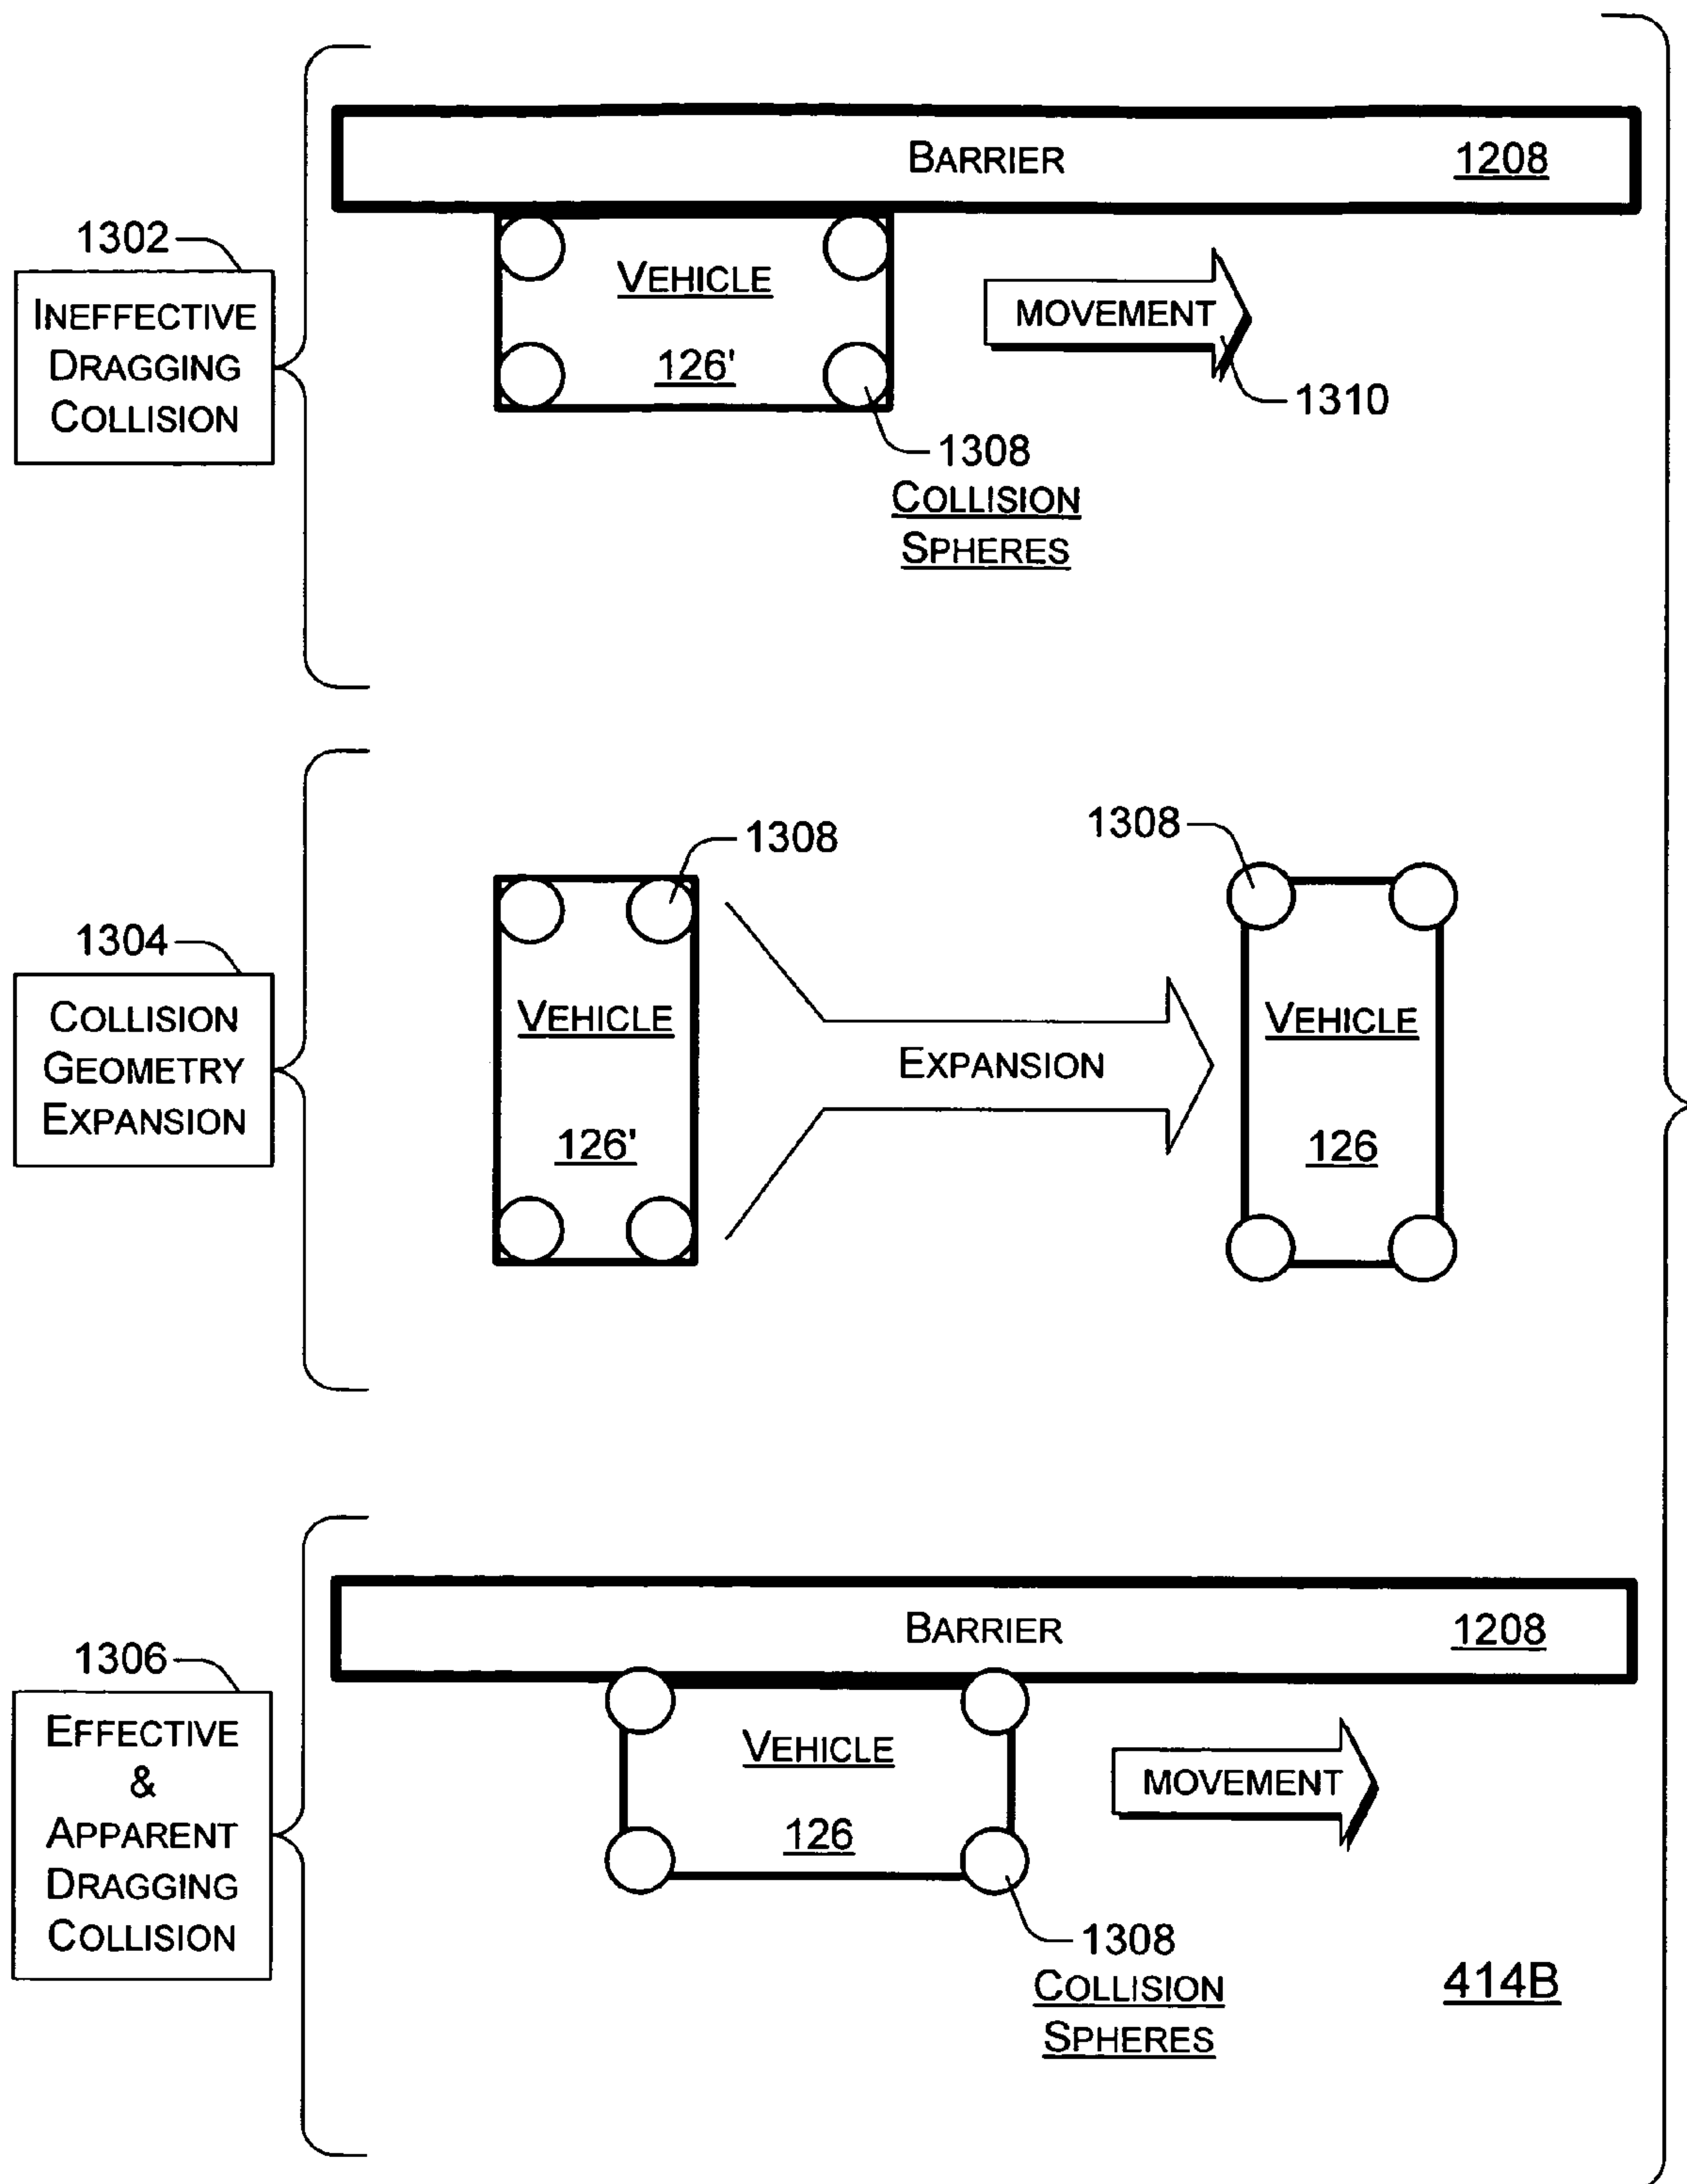 BARRIER 1208
1302
INEFFECTIVE
DRAGGING
COLLISION
VEHICLE
126'
MOVEMENT
1310
1308
COLLISION
SPHERES
1304
COLLISION
GEOMETRY
EXPANSION
1308
VEHICLE
126'
EXPANSION
1308
VEHICLE
126
BARRIER 1208
1306
EFFECTIVE
&
APPARENT
DRAGGING
COLLISION
VEHICLE
126
MOVEMENT
1308
COLLISION
SPHERES
414B